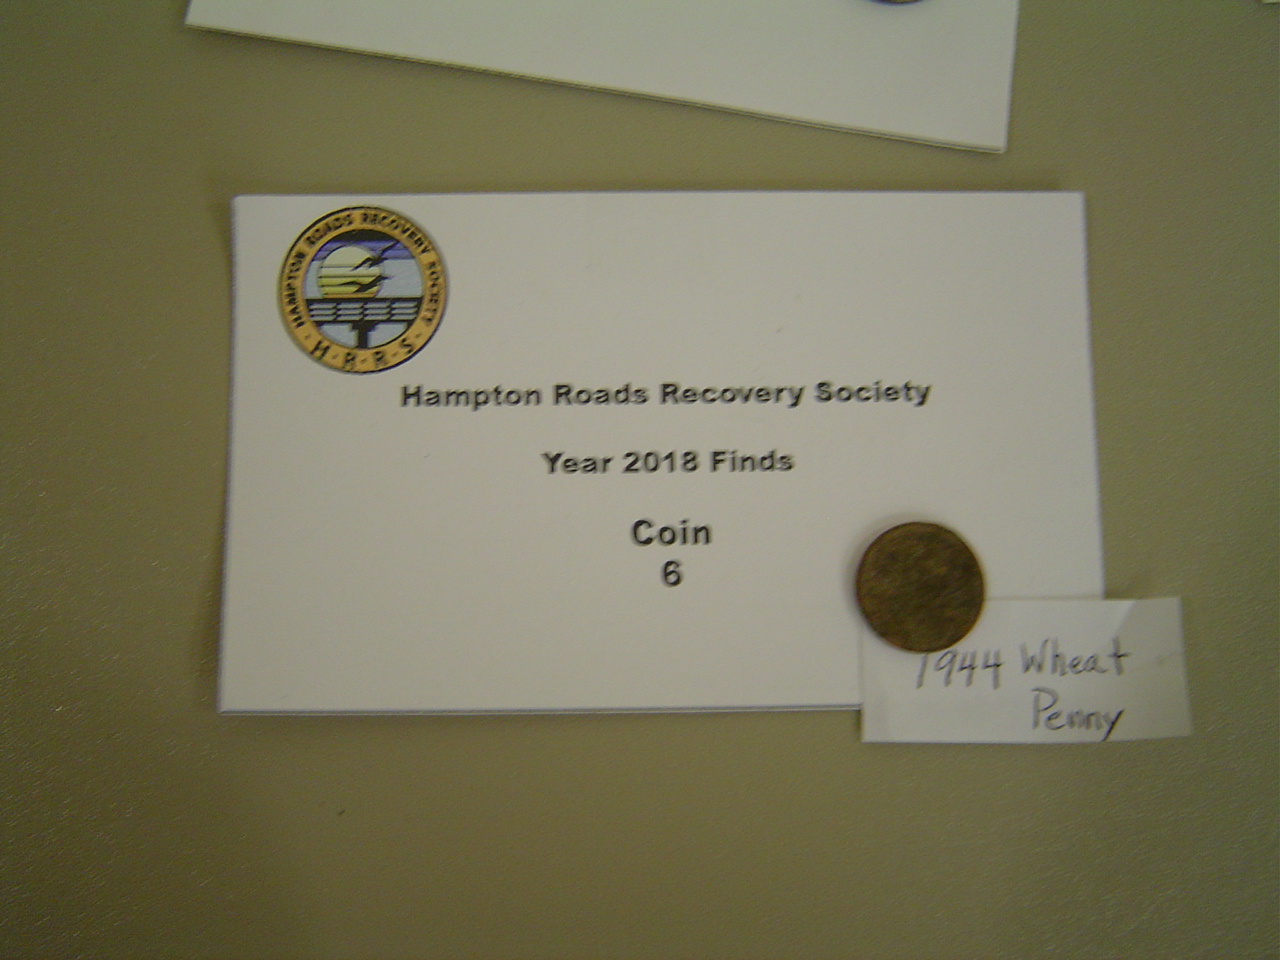 HAMPTON ROADS RECOVERY SOCIETY
· H · R · R · S ·
Hampton Roads Recovery Society
Year 2018 Finds
Coin
6
1944 Wheat
Penny